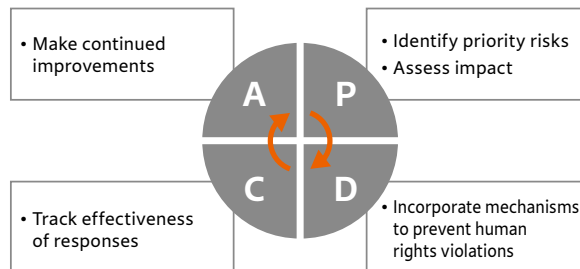 • Make continued
improvements
• Identify priority risks
• Assess impact
A
P
C
D
• Track effectiveness
of responses
• Incorporate mechanisms
to prevent human
rights violations